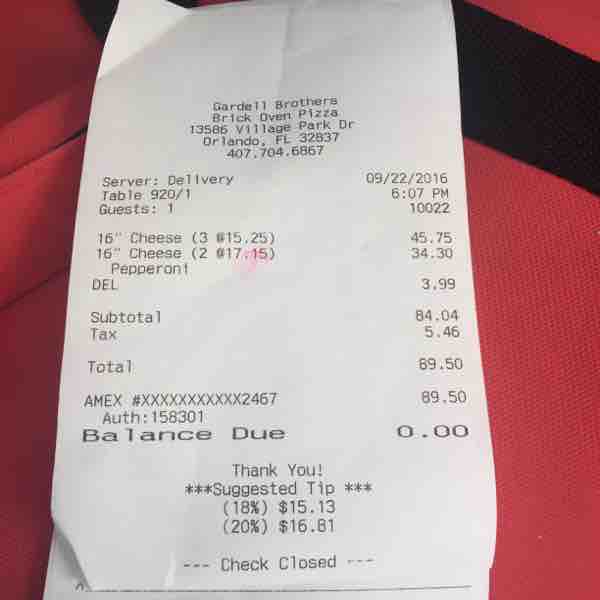 Gardell Brothers
Brick Oven Pizza
13586 Village Park Dr
Orlando, FL 32837
407.704.6867
Server: Delivery 09/22/2016
Table 920/1 6:07 PM
Guests: 1 10022
16" Cheese (3 @15.25) 45.75
16" Cheese (2 @17.15) 34.30
Pepperoni
DEL 3.99
Subtotal 84.04
Tax 5.46
Total 89.50
AMEX #XXXXXXXXXXX2467 89.50
Auth:158301
Balance Due 0.00
Thank You!
***Suggested Tip ***
(18%) $15.13
(20%) $16.81
--- Check Closed ---